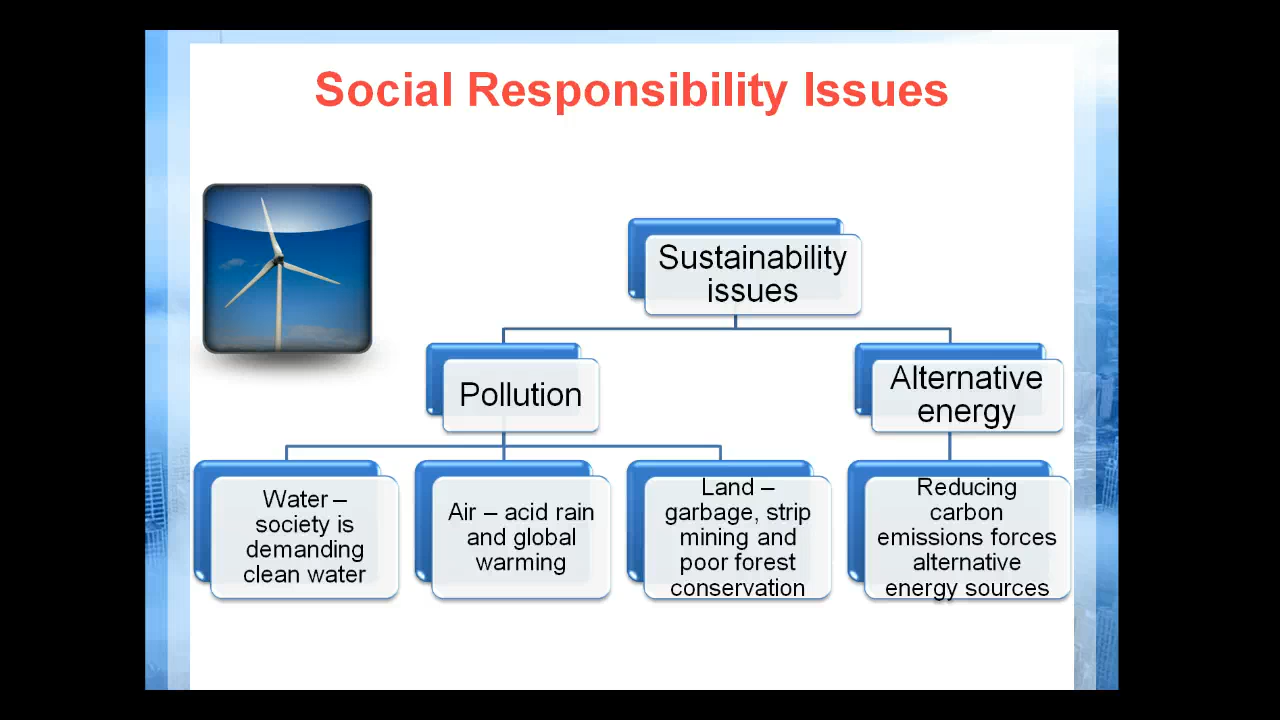 Social Responsibility Issues
Sustainability
issues
Pollution
Alternative
energy
Water –
society is
demanding
clean water
Air – acid rain
and global
warming
Land –
garbage, strip
mining and
poor forest
conservation
Reducing
carbon
emissions forces
alternative
energy sources